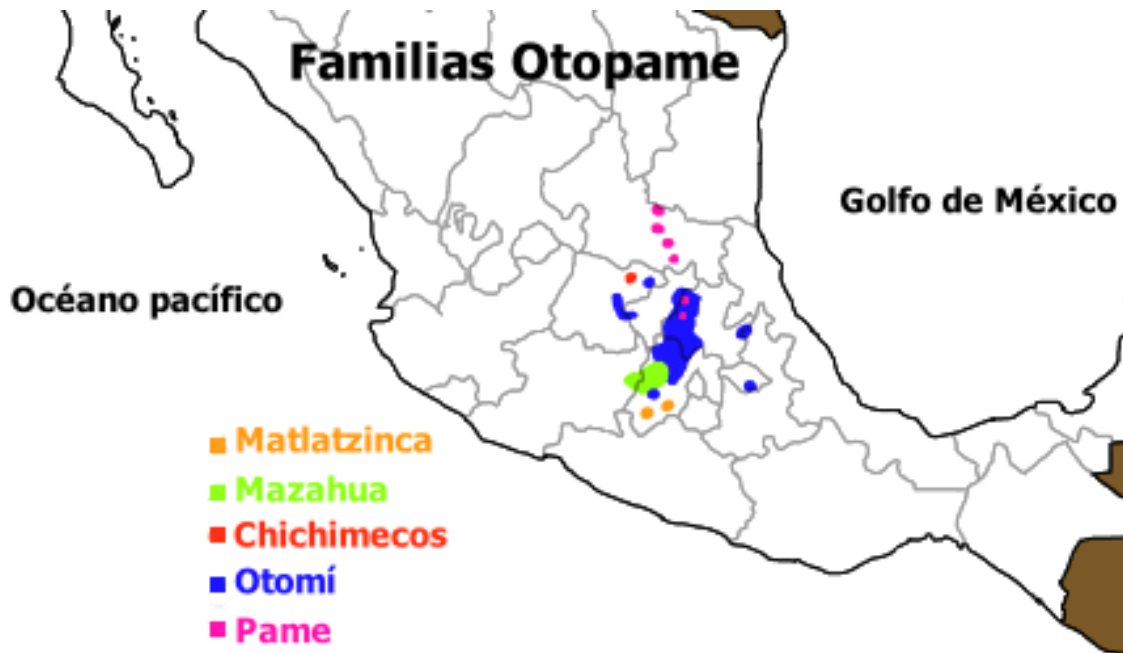 Familias Otopame
Golfo de México
Océano pacífico
Matlatzinca
Mazahua
Chichimecos
Otomí
Pame